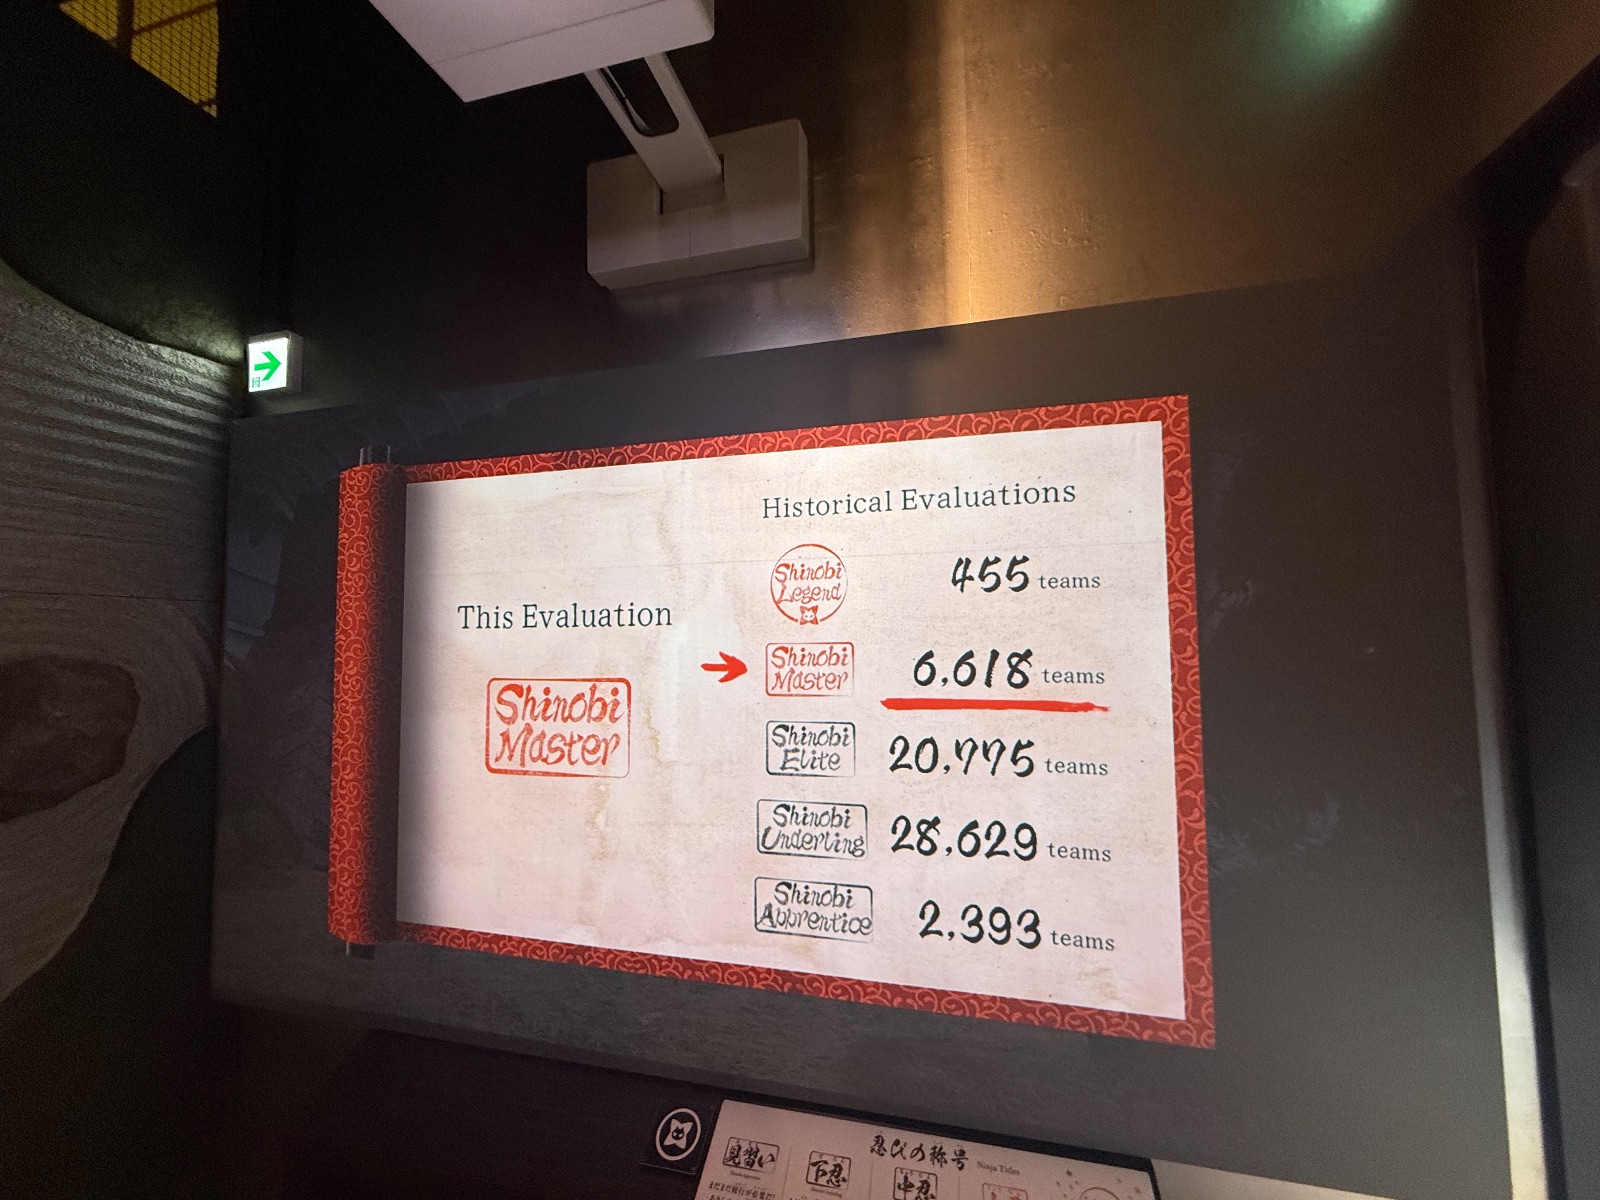 This Evaluation
Shinobi
Master
Historical Evaluations
Shinobi
Legend
455 teams
Shinobi
Master
6,618 teams
Shinobi
Elite
20,775 teams
Shinobi
Underling
28,629 teams
Shinobi
Apprentice
2,393 teams
忍びの称号 Ninja Titles
見習い
下忍
中忍